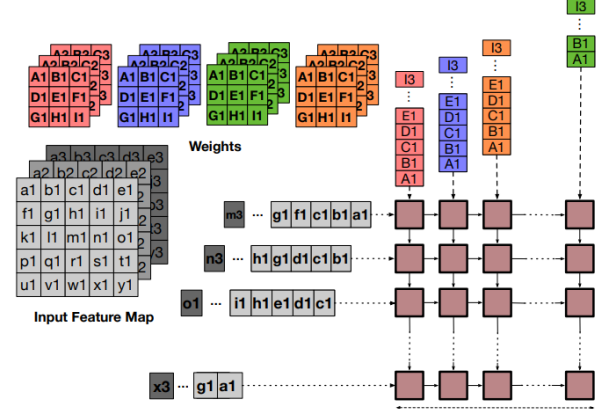 A1 B1 C1
D1 E1 F1
G1 H1 I1
A1 B1 C1
D1 E1 F1
G1 H1 I1
A1 B1 C1
D1 E1 F1
G1 H1 I1
A1 B1 C1
D1 E1 F1
G1 H1 I1
Weights
a3 b3 c3 d3 e3
a2 b2 c2 d2 e2
a1 b1 c1 d1 e1
f1 g1 h1 i1 j1
k1 l1 m1 n1 o1
p1 q1 r1 s1 t1
u1 v1 w1 x1 y1
Input Feature Map
I3
⋮
E1
D1
C1
B1
A1
I3
⋮
E1
D1
C1
B1
A1
I3
⋮
E1
D1
C1
B1
A1
I3
⋮
B1
A1
m3 ··· g1 f1 c1 b1 a1
n3 ··· h1 g1 d1 c1 b1
o1 ··· i1 h1 e1 d1 c1
x3 ··· g1 a1